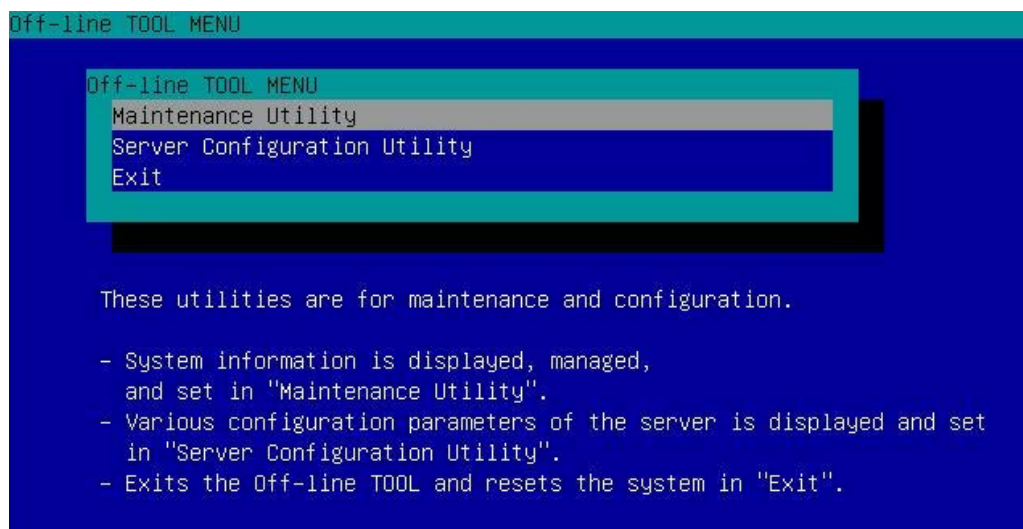 Off-line TOOL MENU
Off-line TOOL MENU
Maintenance Utility
Server Configuration Utility
Exit
These utilities are for maintenance and configuration.
- System information is displayed, managed,
and set in "Maintenance Utility".
- Various configuration parameters of the server is displayed and set
in "Server Configuration Utility".
- Exits the Off-line TOOL and resets the system in "Exit".